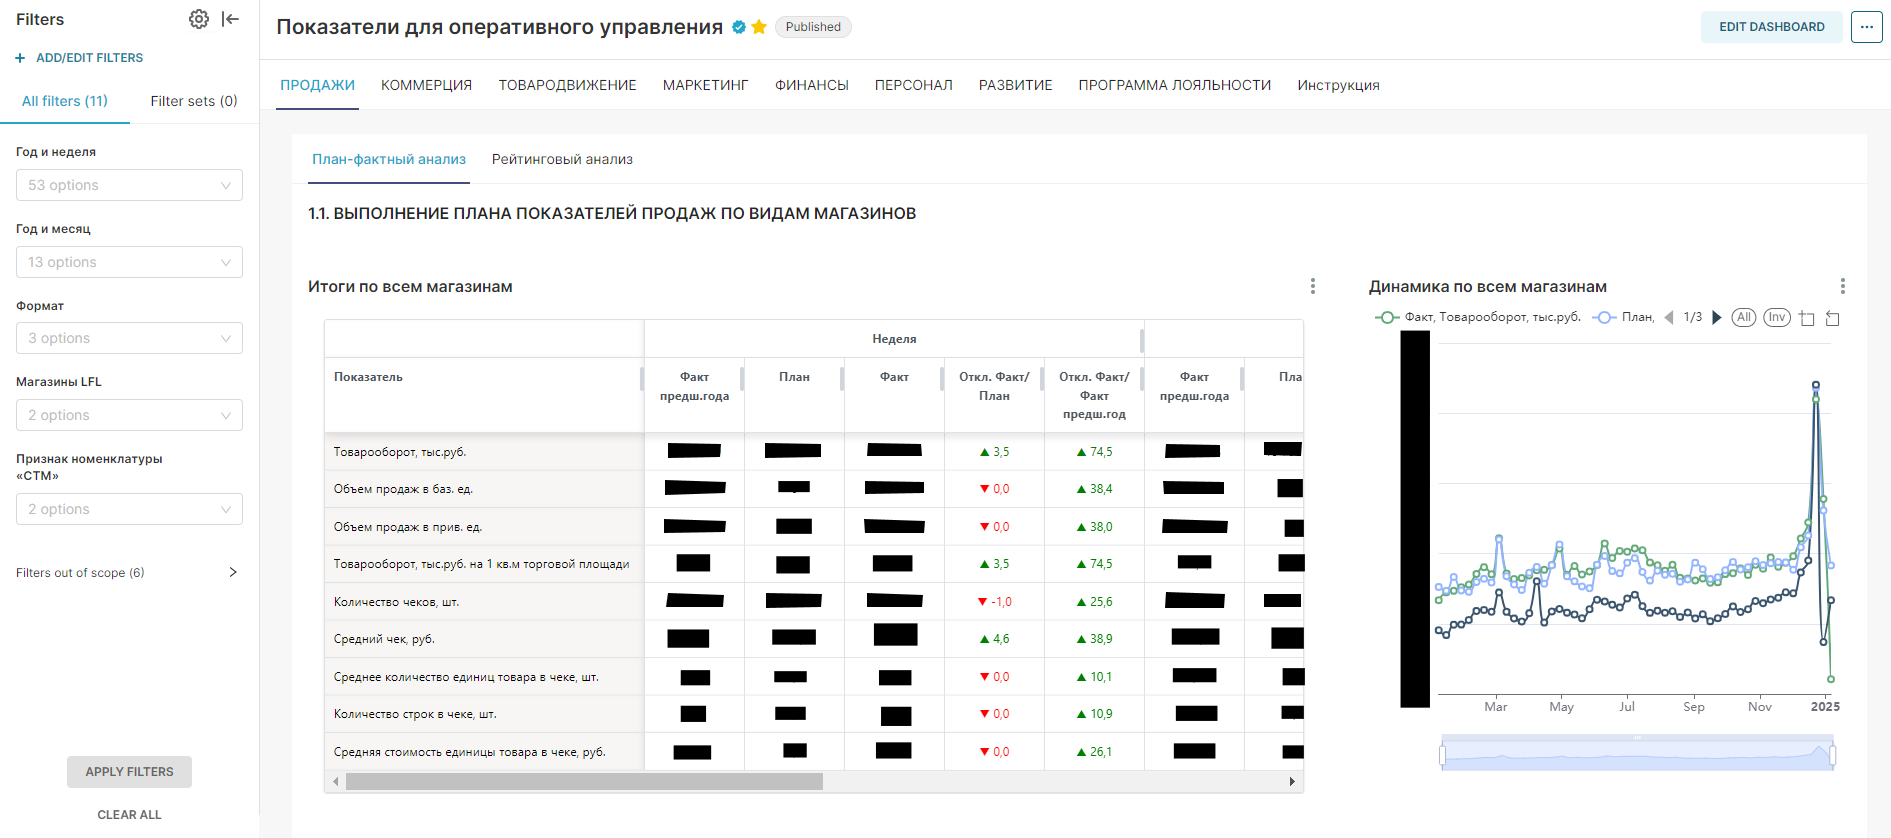 Filters
ADD/EDIT FILTERS
All filters (11)
Filter sets (0)
Год и неделя
53 options
Год и месяц
13 options
Формат
3 options
Магазины LFL
2 options
Признак номенклатуры
«СТМ»
2 options
Filters out of scope (6)
APPLY FILTERS
CLEAR ALL
Показатели для оперативного управления
Published
EDIT DASHBOARD
ПРОДАЖИ
КОММЕРЦИЯ
ТОВАРОДВИЖЕНИЕ
МАРКЕТИНГ
ФИНАНСЫ
ПЕРСОНАЛ
РАЗВИТИЕ
ПРОГРАММА ЛОЯЛЬНОСТИ
Инструкция
План-фактный анализ
Рейтинговый анализ
1.1. ВЫПОЛНЕНИЕ ПЛАНА ПОКАЗАТЕЛЕЙ ПРОДАЖ ПО ВИДАМ МАГАЗИНОВ
Итоги по всем магазинам
Неделя
Показатель
Факт
предш.года
План
Факт
Откл. Факт/
План
Откл. Факт/
Факт
предш.год
Факт
предш.года
Пла
Товарооборот, тыс.руб.
▲ 3,5
▲ 74,5
Объем продаж в баз. ед.
▼ 0,0
▲ 38,4
Объем продаж в прив. ед.
▼ 0,0
▲ 38,0
Товарооборот, тыс.руб. на 1 кв.м торговой площади
▲ 3,5
▲ 74,5
Количество чеков, шт.
▼ -1,0
▲ 25,6
Средний чек, руб.
▲ 4,6
▲ 38,9
Среднее количество единиц товара в чеке, шт.
▼ 0,0
▲ 10,1
Количество строк в чеке, шт.
▼ 0,0
▲ 10,9
Средняя стоимость единицы товара в чеке, руб.
▼ 0,0
▲ 26,1
Динамика по всем магазинам
Факт, Товарооборот, тыс.руб.
План,
1/3
All
Inv
Mar
May
Jul
Sep
Nov
2025